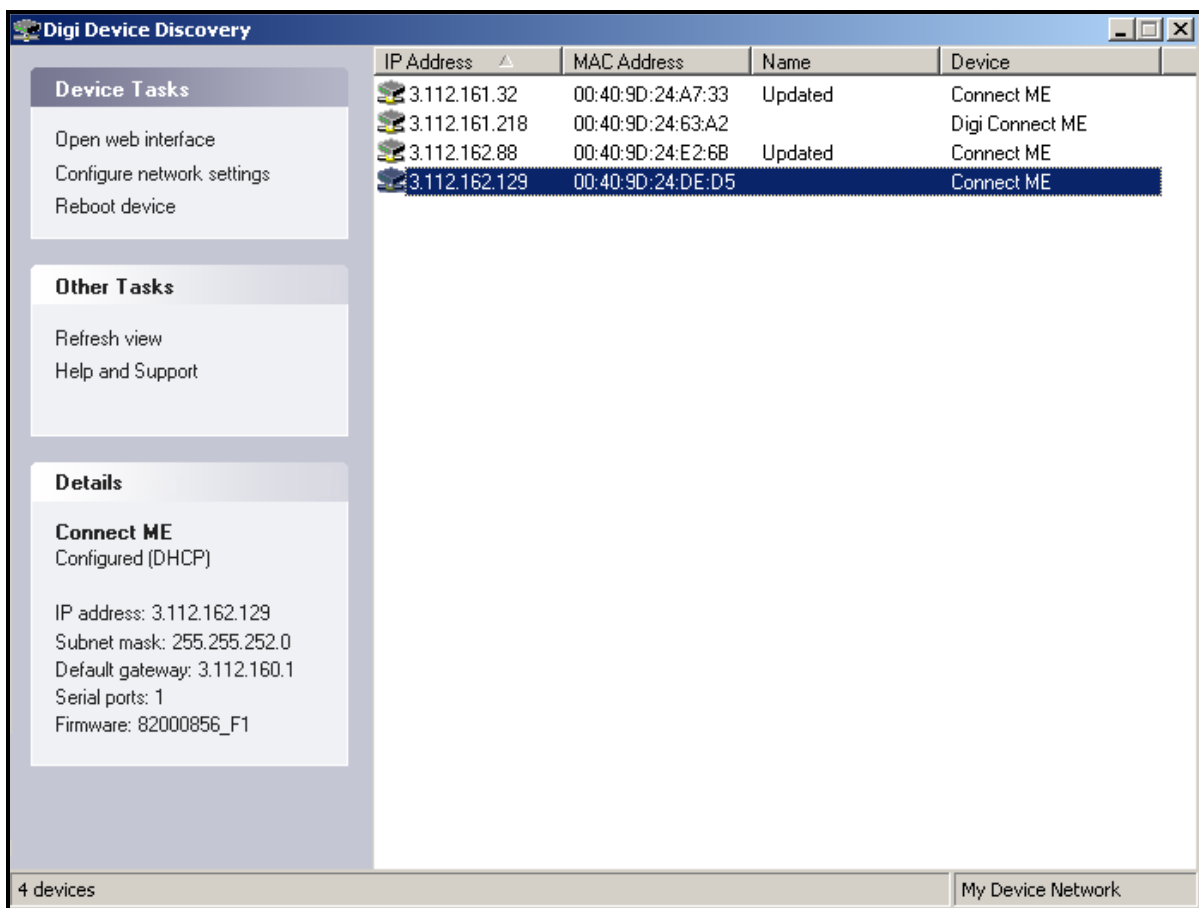 Digi Device Discovery
Device Tasks
Open web interface
Configure network settings
Reboot device
Other Tasks
Refresh view
Help and Support
Details
Connect ME
Configured (DHCP)
IP address: 3.112.162.129
Subnet mask: 255.255.252.0
Default gateway: 3.112.160.1
Serial ports: 1
Firmware: 82000856_F1
IP Address MAC Address Name Device
3.112.161.32 00:40:9D:24:A7:33 Updated Connect ME
3.112.161.218 00:40:9D:24:63:A2 Digi Connect ME
3.112.162.88 00:40:9D:24:E2:6B Updated Connect ME
3.112.162.129 00:40:9D:24:DE:D5 Connect ME
4 devices My Device Network